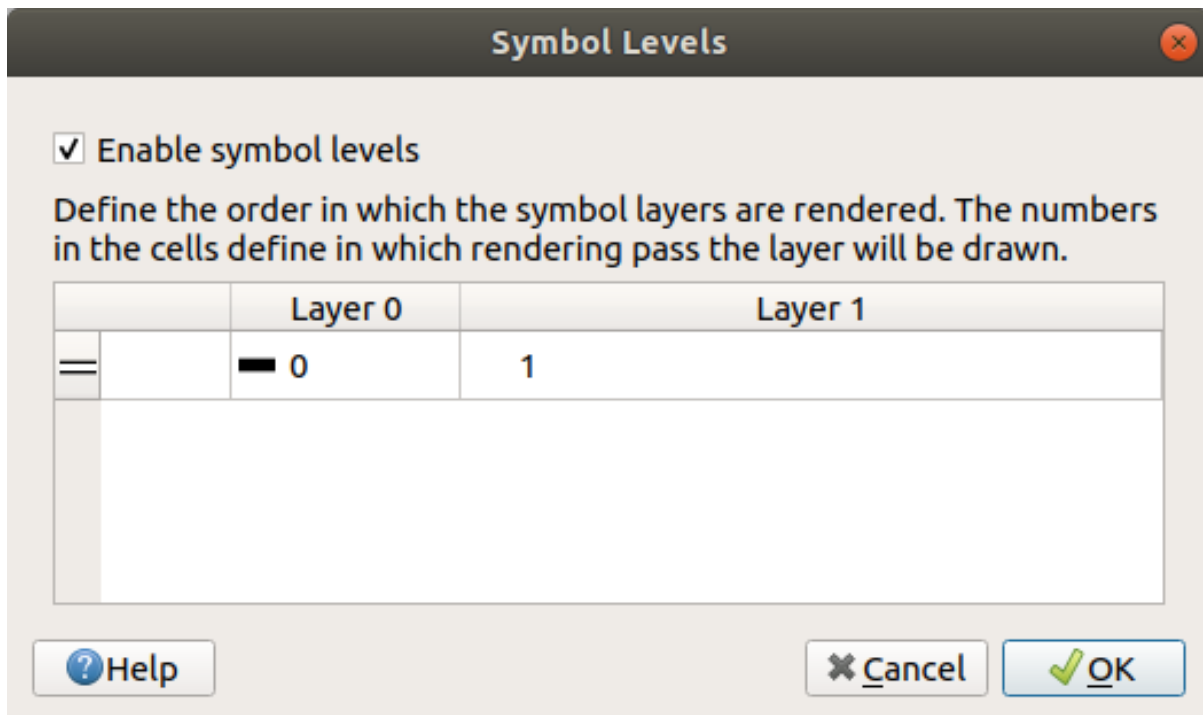 Symbol Levels
Enable symbol levels
Define the order in which the symbol layers are rendered. The numbers
in the cells define in which rendering pass the layer will be drawn.
Layer 0 Layer 1
0 1
Help Cancel OK